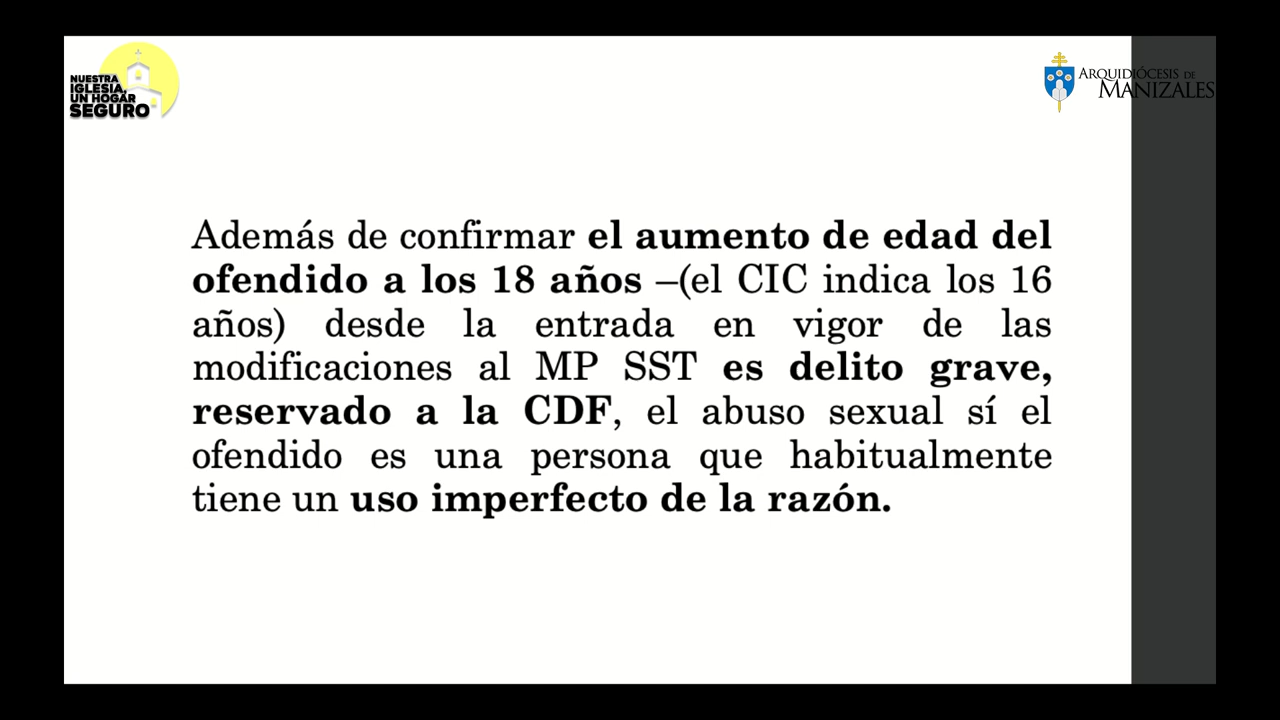 NUESTRA
IGLESIA,
UN HOGAR
SEGURO
ARQUIDIÓCESIS DE
MANIZALES
Además de confirmar el aumento de edad del
ofendido a los 18 años –(el CIC indica los 16
años) desde la entrada en vigor de las
modificaciones al MP SST es delito grave,
reservado a la CDF, el abuso sexual sí el
ofendido es una persona que habitualmente
tiene un uso imperfecto de la razón.